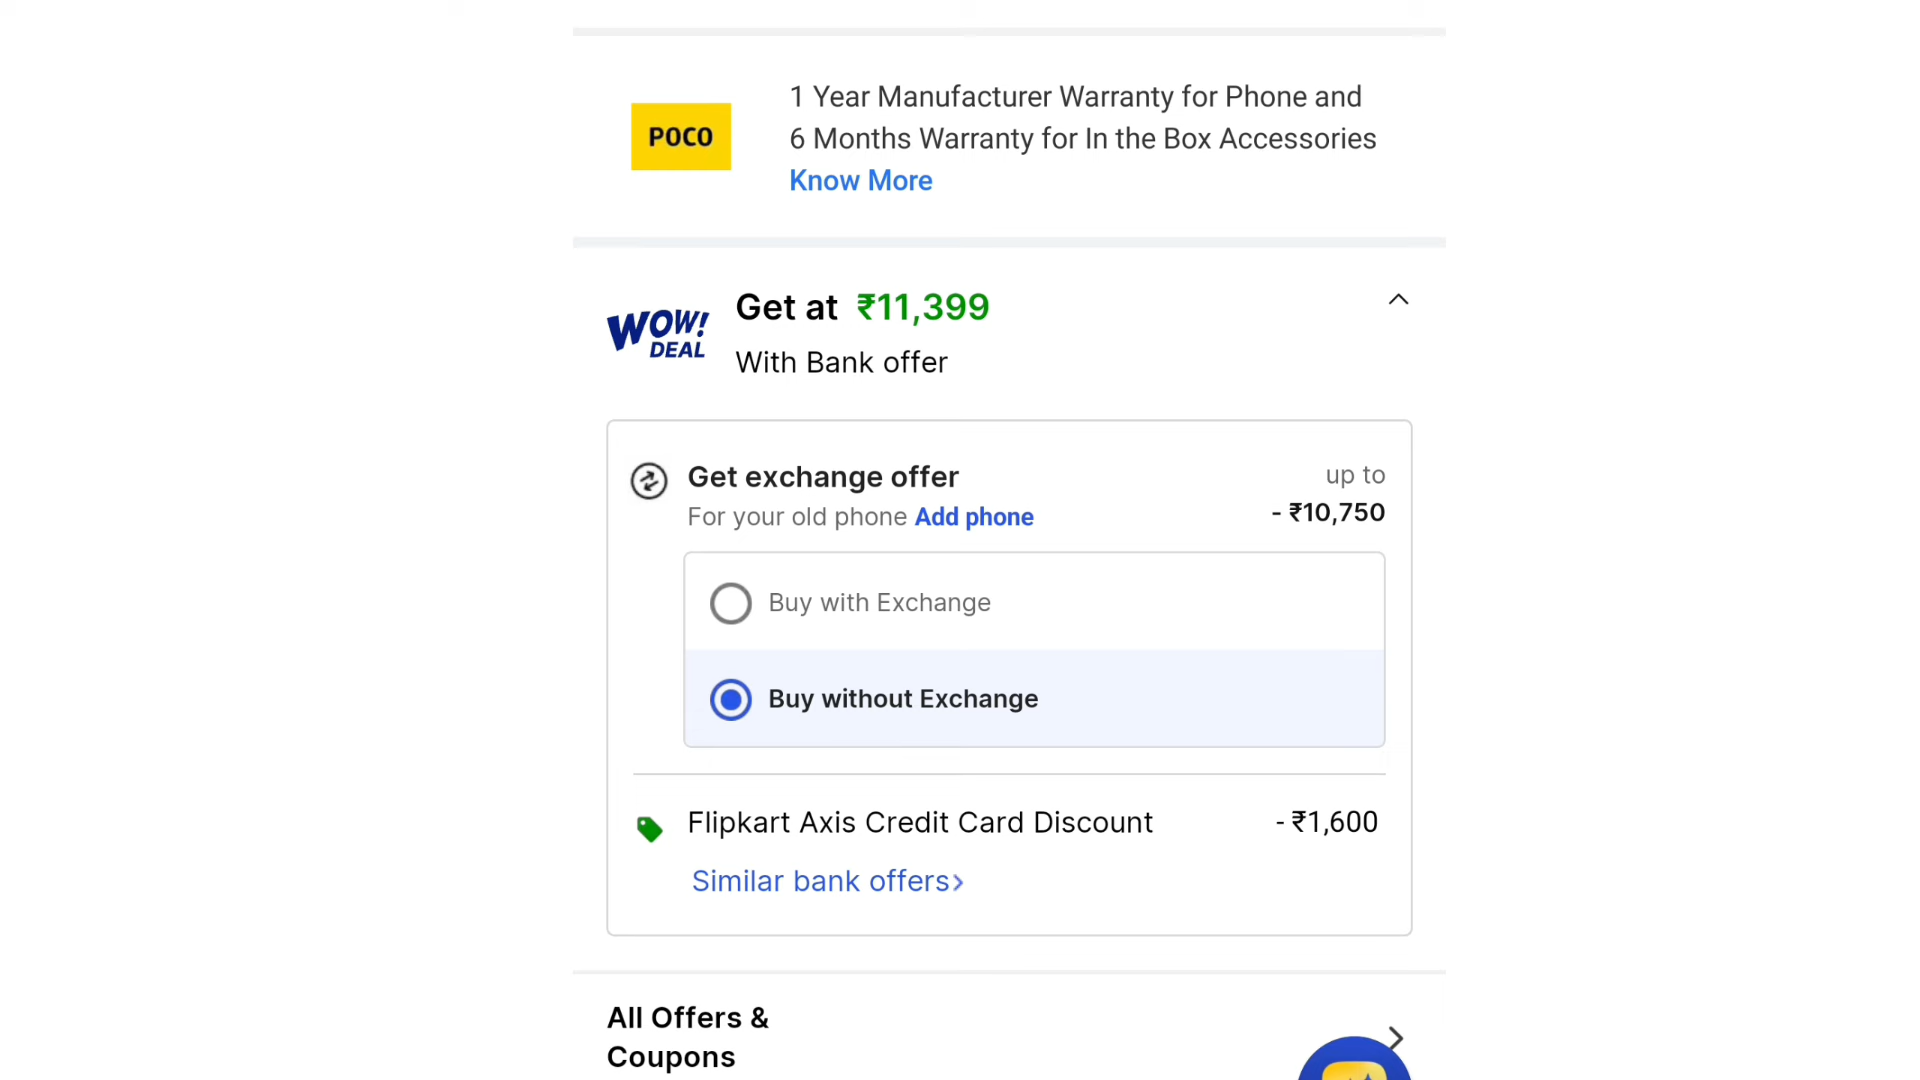 POCO
1 Year Manufacturer Warranty for Phone and
6 Months Warranty for In the Box Accessories
Know More
WOW!
DEAL
Get at ₹11,399
With Bank offer
Get exchange offer
up to
For your old phone Add phone
- ₹10,750
Buy with Exchange
Buy without Exchange
Flipkart Axis Credit Card Discount - ₹1,600
Similar bank offers>
All Offers &
Coupons